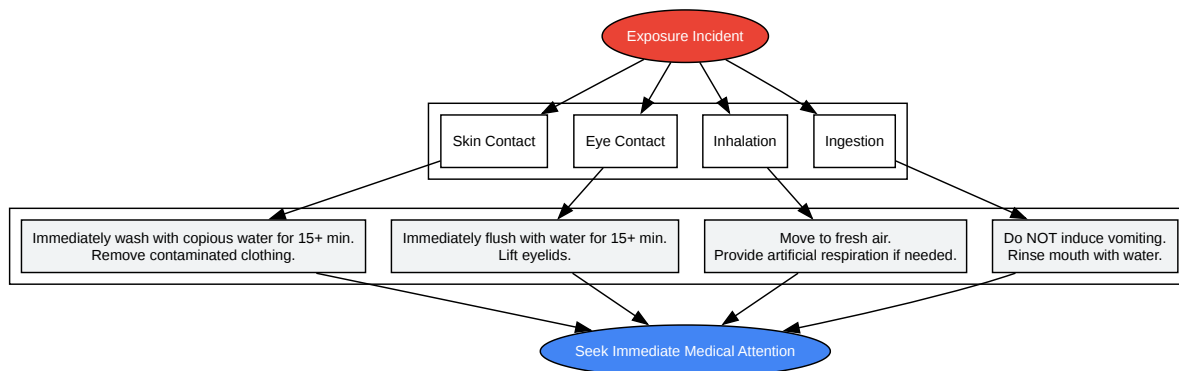 Exposure Incident
Skin Contact
Eye Contact
Inhalation
Ingestion
Immediately wash with copious water for 15+ min.
Remove contaminated clothing.
Immediately flush with water for 15+ min.
Lift eyelids.
Move to fresh air.
Provide artificial respiration if needed.
Do NOT induce vomiting.
Rinse mouth with water.
Seek Immediate Medical Attention